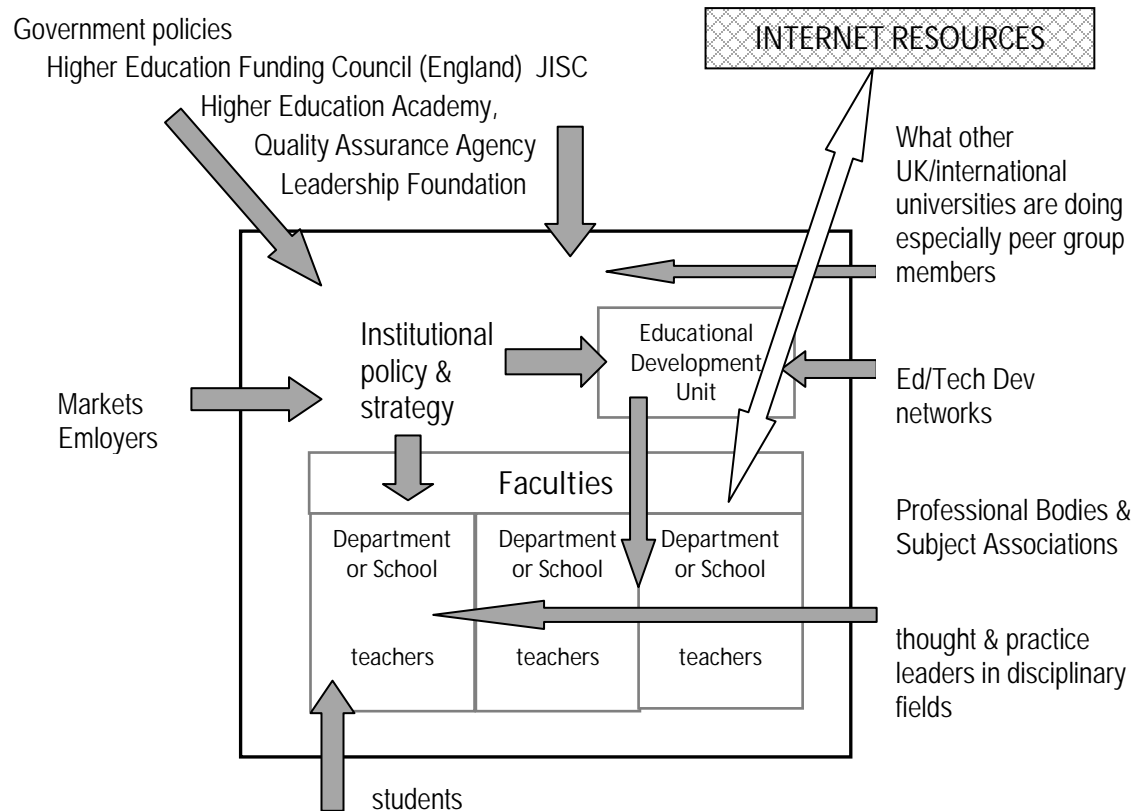 Government policies
Higher Education Funding Council (England) JISC
Higher Education Academy,
Quality Assurance Agency
Leadership Foundation
INTERNET RESOURCES
What other
UK/international
universities are doing
especially peer group
members
Institutional
policy &
strategy
Educational
Development
Unit
Markets
Emloyers
Ed/Tech Dev
networks
Faculties
Department
or School
teachers
Department
or School
teachers
Department
or School
teachers
Professional Bodies &
Subject Associations
thought & practice
leaders in disciplinary
fields
students